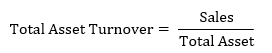 Total Asset Turnover = Sales / Total Asset